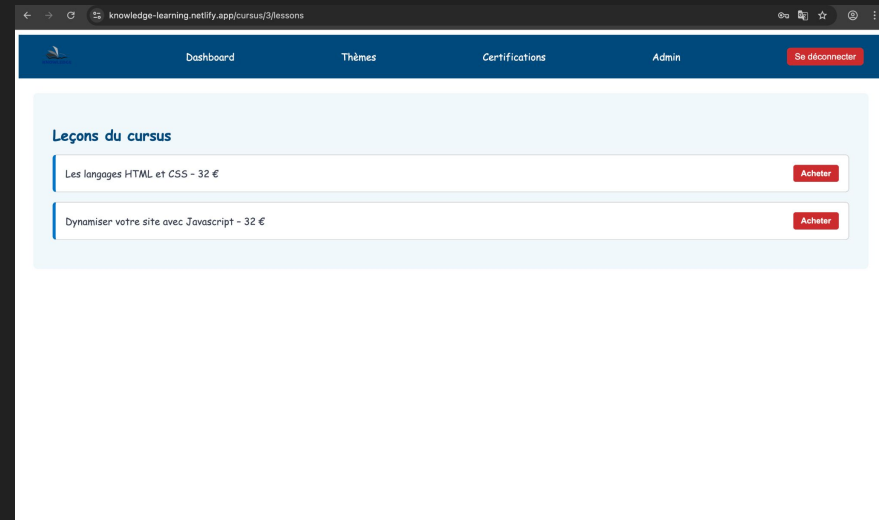 knowledge-learning.netlify.app/cursus/3/lessons
Dashboard Thèmes Certifications Admin Se déconnecter
Leçons du cursus
Les langages HTML et CSS - 32 € Acheter
Dynamiser votre site avec Javascript - 32 € Acheter